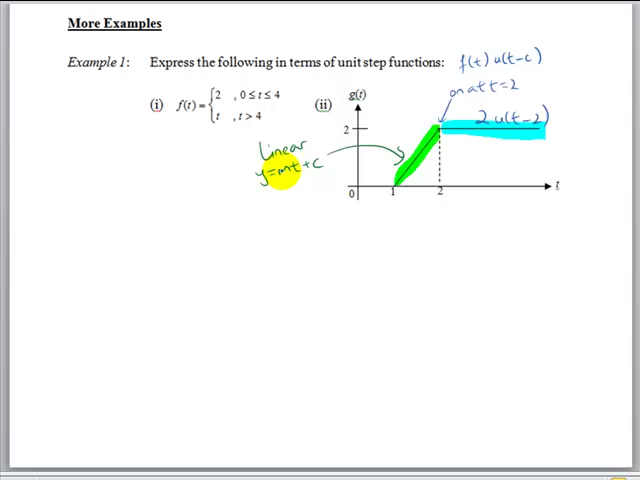 More Examples
Example 1: Express the following in terms of unit step functions: f(t) u(t-c)
on at t=2
(i) f(t) = {2 , 0 ≤ t ≤ 4
t , t > 4
(ii) g(t)
2 u(t-2)
2
linear
y=mt+c
0 1 2 t